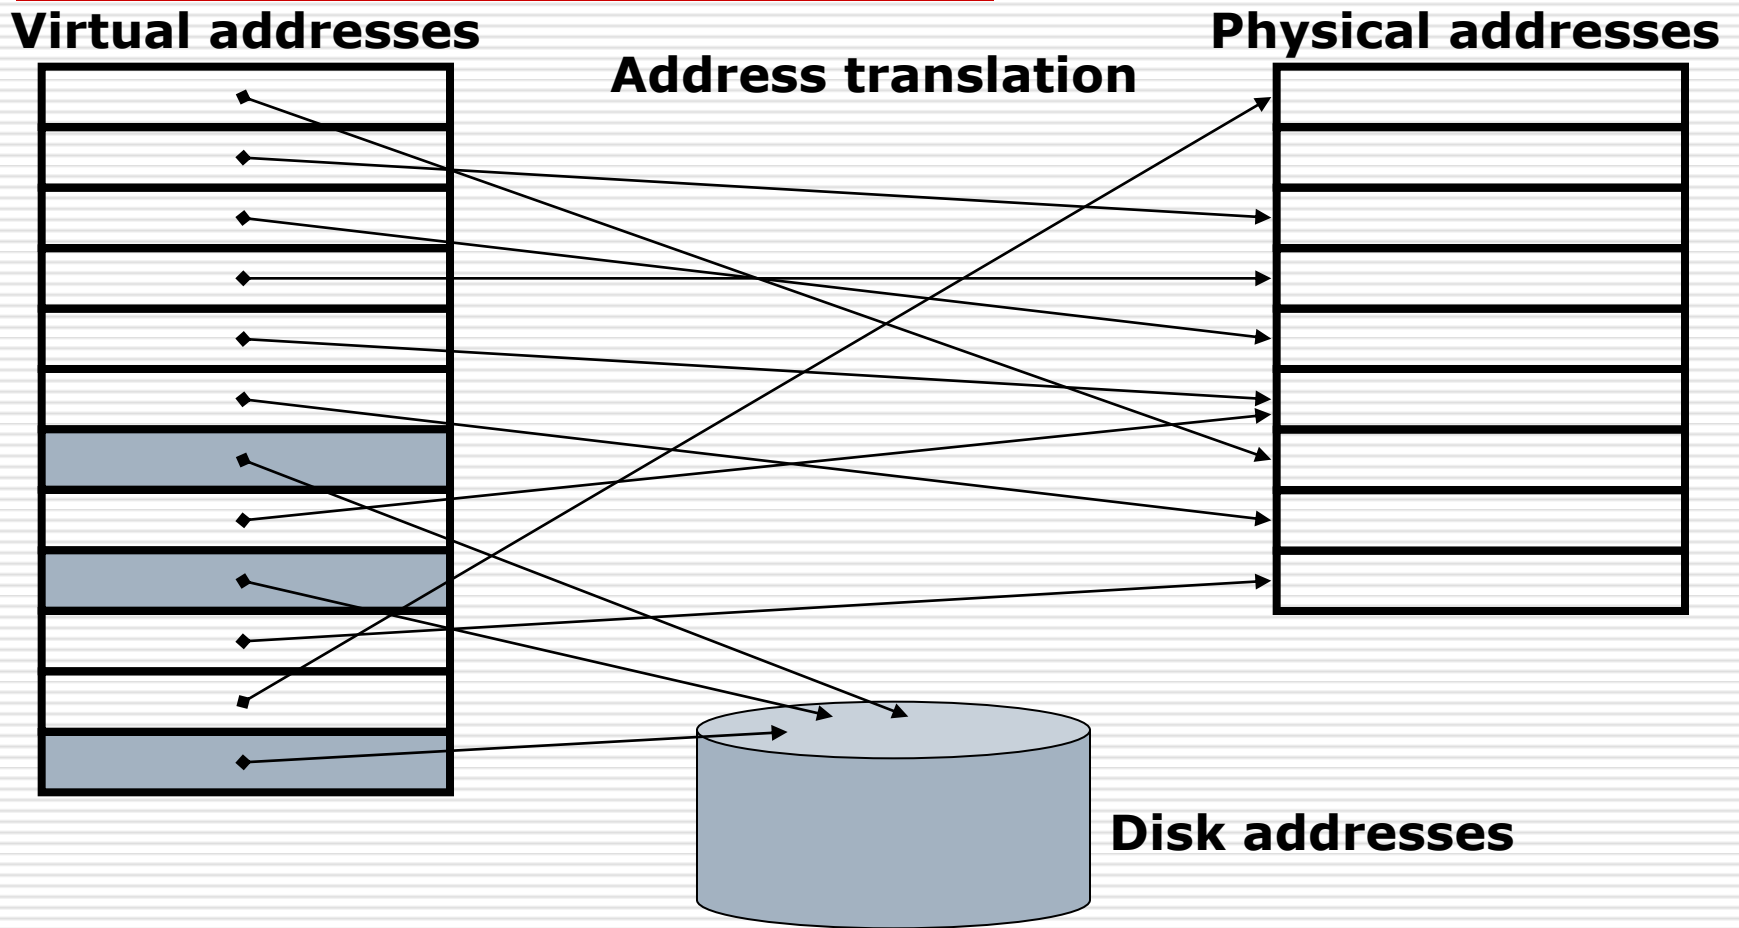 Virtual addresses
Physical addresses
Address translation
Disk addresses